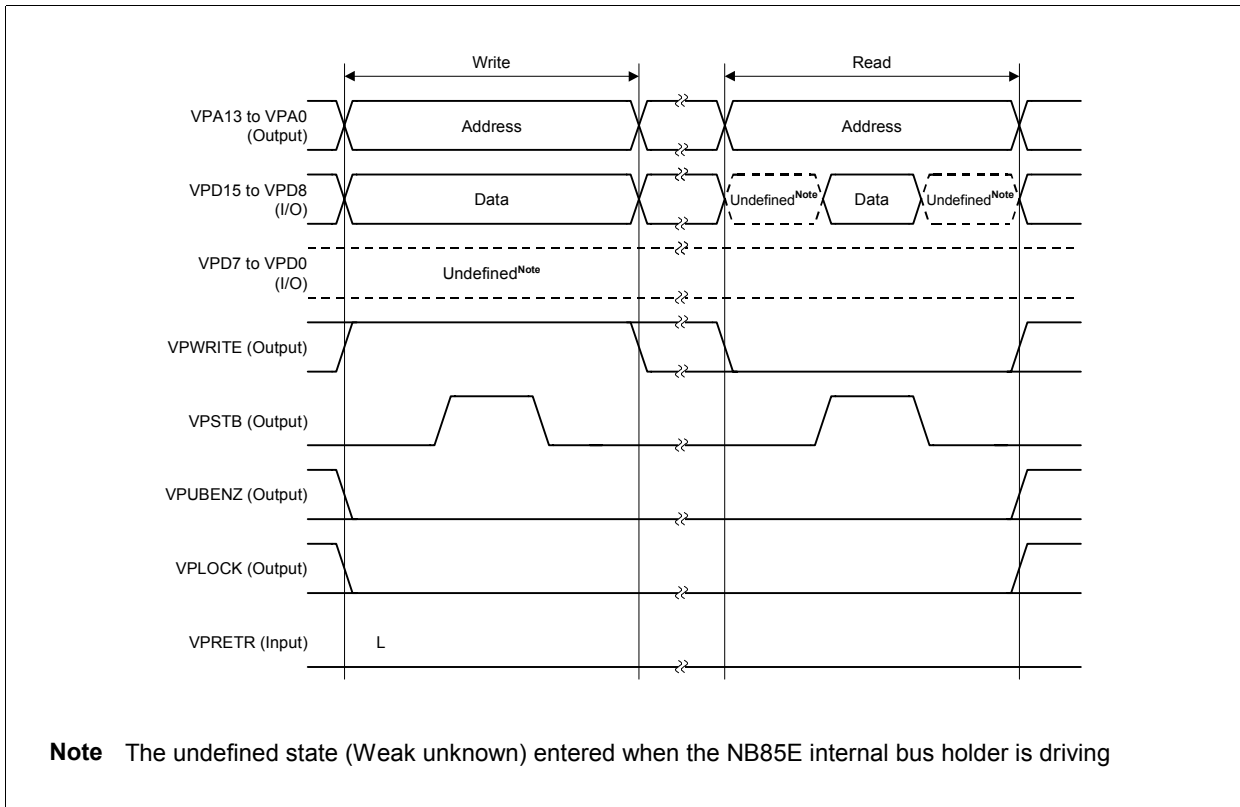 Write Read
VPA13 to VPA0
(Output)
Address Address
VPD15 to VPD8
(I/O)
Data UndefinedNote Data UndefinedNote
VPD7 to VPD0
(I/O)
UndefinedNote
VPWRITE (Output)
VPSTB (Output)
VPUBENZ (Output)
VPLOCK (Output)
VPRETR (Input) L
Note The undefined state (Weak unknown) entered when the NB85E internal bus holder is driving